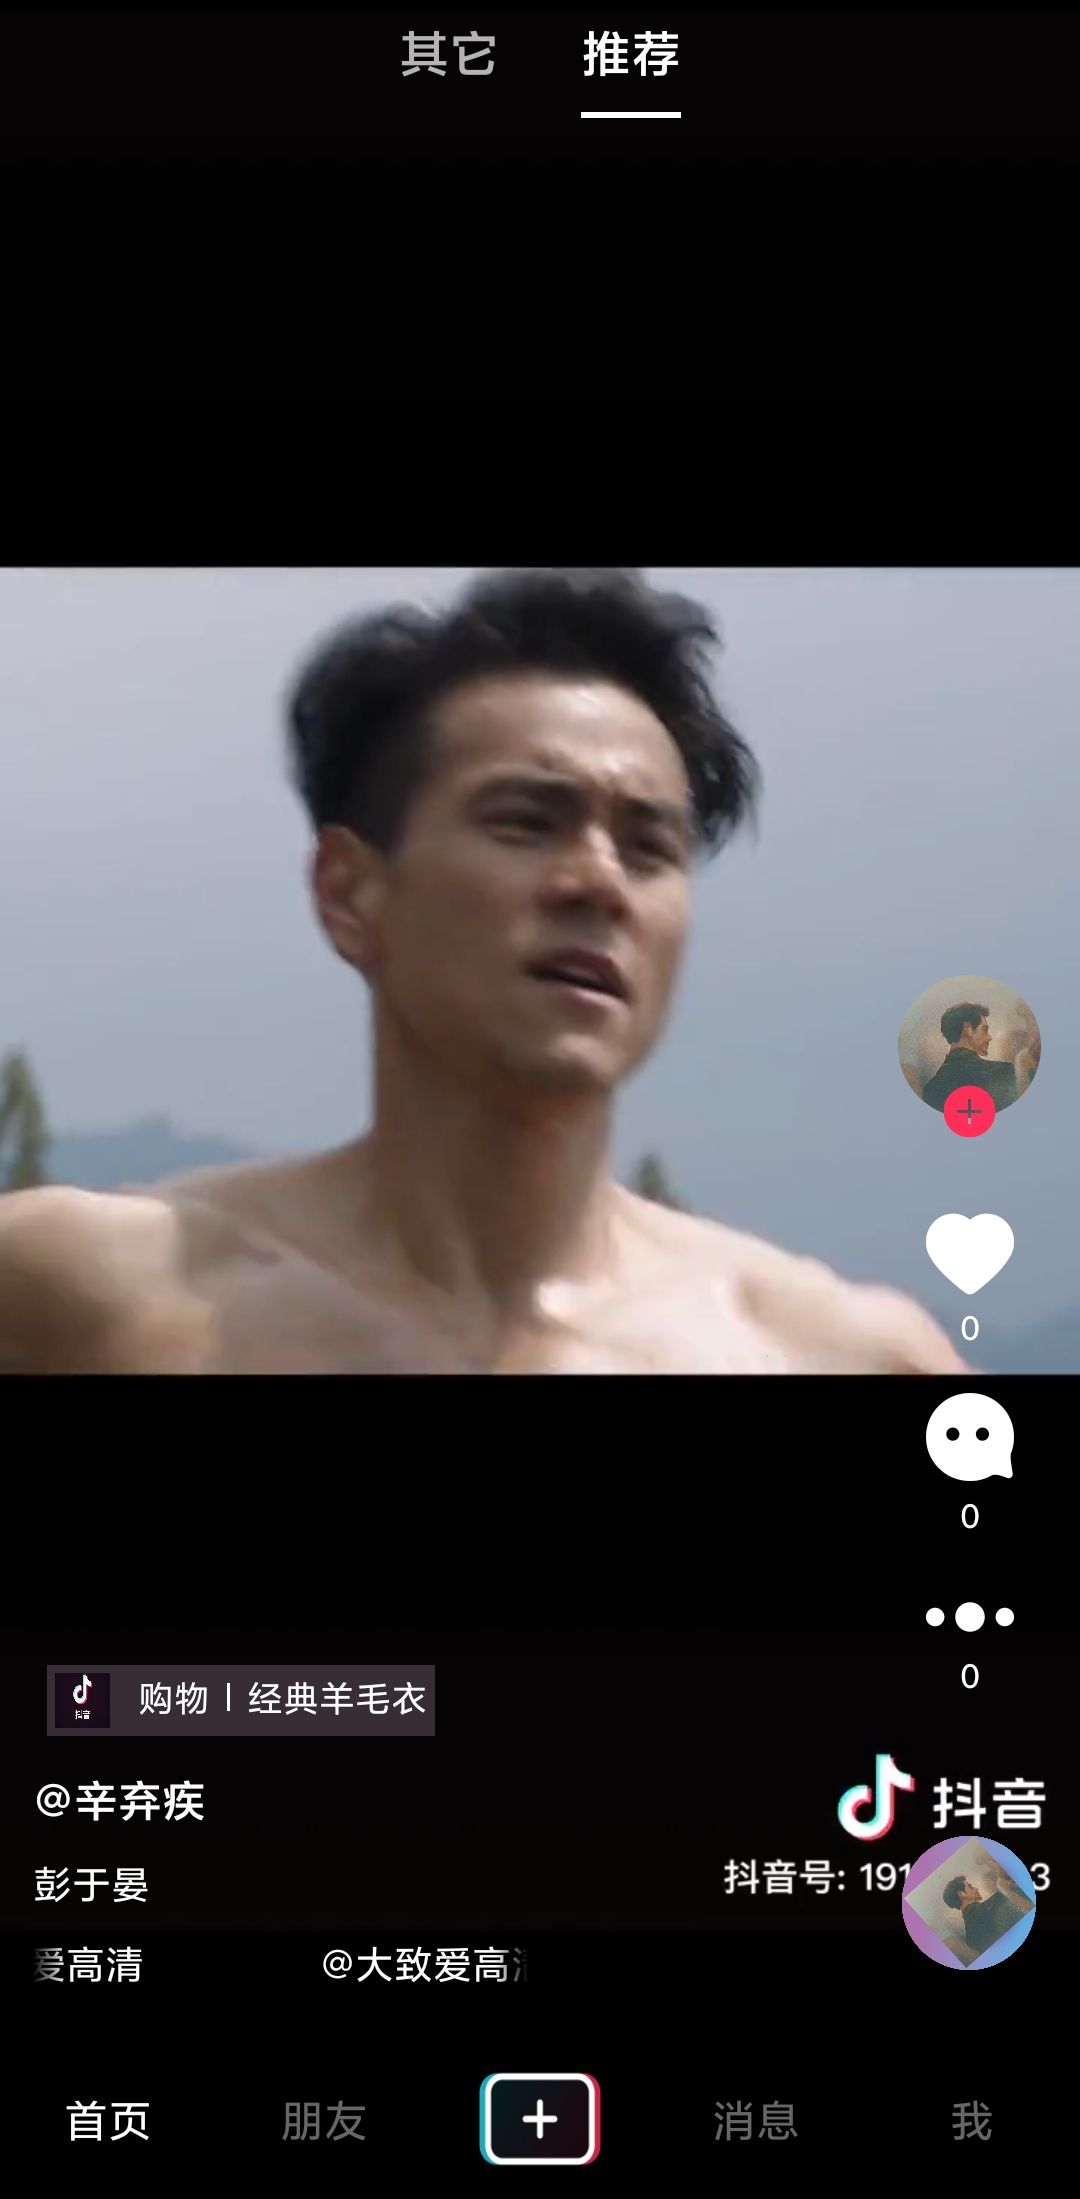 其它 推荐
0
0
0
抖音
购物 | 经典羊毛衣
@辛弃疾
抖音
抖音号: 191 3
彭于晏
爱高清 @大致爱高
首页 朋友 消息 我